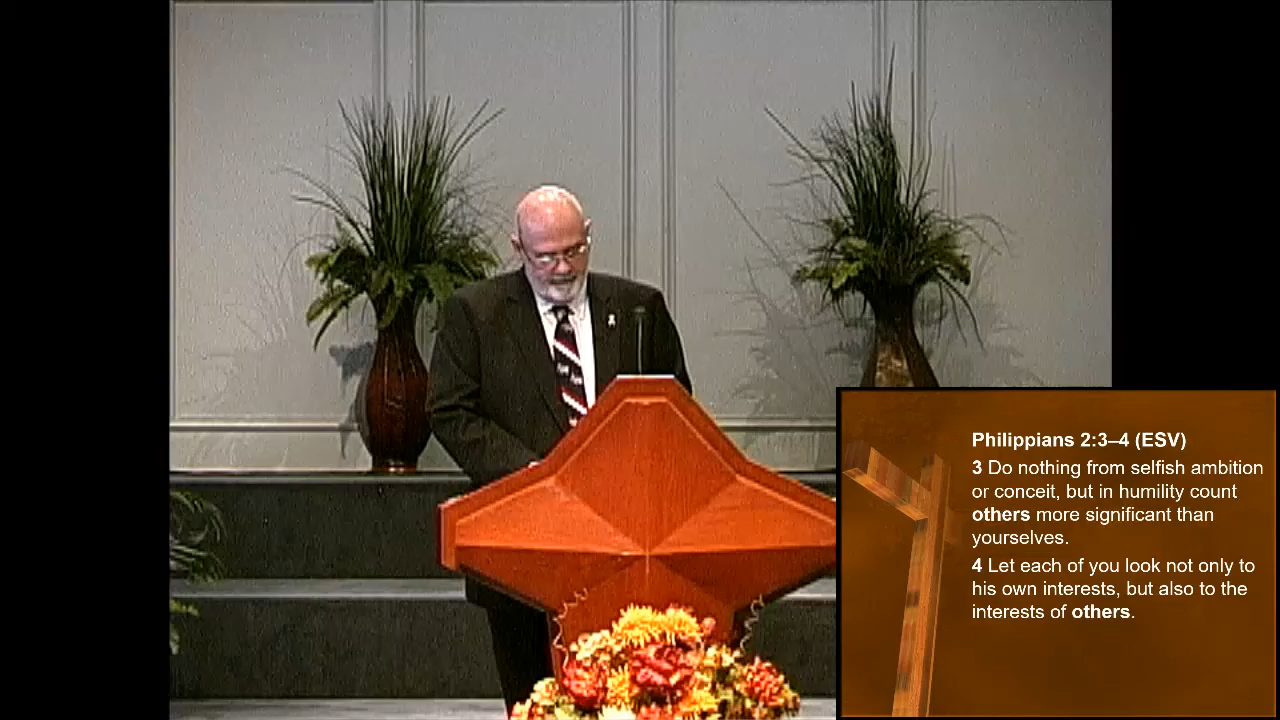 Philippians 2:3–4 (ESV)
3 Do nothing from selfish ambition
or conceit, but in humility count
others more significant than
yourselves.
4 Let each of you look not only to
his own interests, but also to the
interests of others.